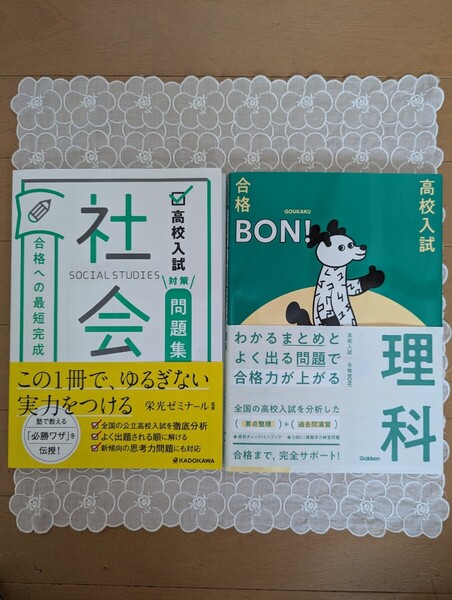 高校入試
対策
問題集
社会
SOCIAL STUDIES
合格への最短完成
この1冊で、ゆるぎない
実力をつける
栄光ゼミナール
塾で教える
「必勝ワザ」を
伝授!
全国の公立高校入試を徹底分析
よく出題される順に解ける
新傾向の思考力問題にも対応
KADOKAWA
高校入試
合格
GOUKAKU
BON!
理科
わかるまとめと
よく出る問題で
合格力が上がる
全国の高校入試を分析した
(要点整理)+(過去問演習)
合格まで、完全サポート!
Gakken